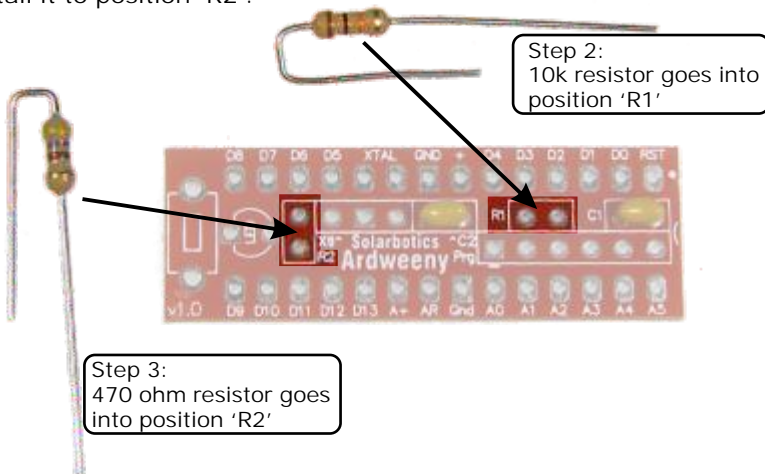 tall it to position 'R2'.
Step 2:
10k resistor goes into
position 'R1'
D8 D7 D6 D5 XTAL GND + D4 D3 D2 D1 D0 RST
R1 C1
Solarbotics ~C2
R2 Ardweeny Prg
v1.0 D9 D10 D11 D12 D13 A+ AR Gnd A0 A1 A2 A3 A4 A5
Step 3:
470 ohm resistor goes
into position 'R2'